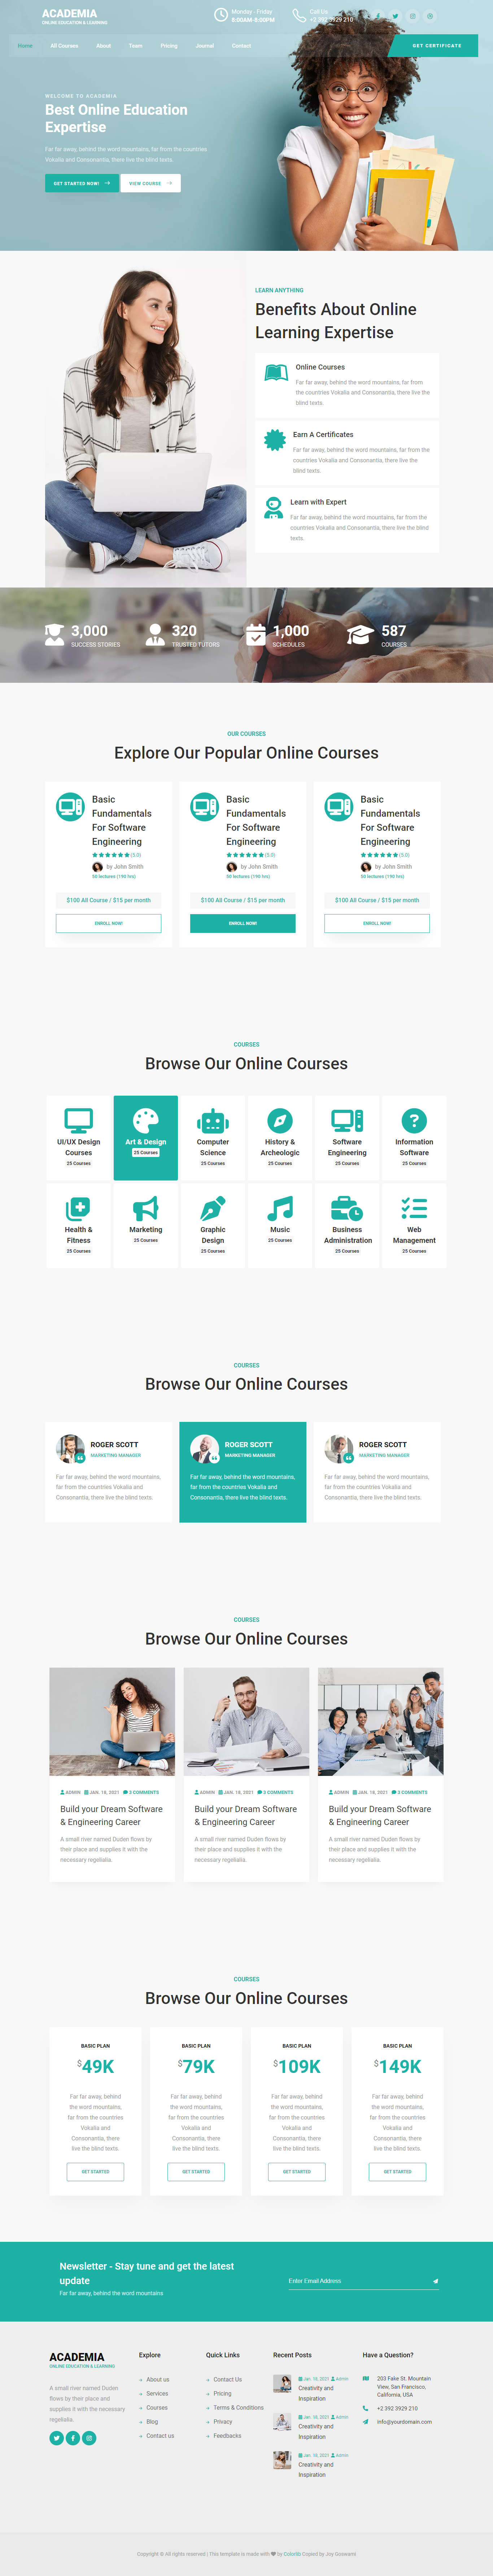 ACADEMIA
ONLINE EDUCATION & LEARNING
Monday - Friday
8:00AM-8:00PM
Call Us
+2 392 3929 210
Home
All Courses
About
Team
Pricing
Journal
Contact
GET CERTIFICATE
WELCOME TO ACADEMIA
Best Online Education
Expertise
Far far away, behind the word mountains, far from the countries
Vokalia and Consonantia, there live the blind texts.
GET STARTED NOW!
VIEW COURSE
LEARN ANYTHING
Benefits About Online
Learning Expertise
Online Courses
Far far away, behind the word mountains, far from
the countries Vokalia and Consonantia, there live the
blind texts.
Earn A Certificates
Far far away, behind the word mountains, far from the
countries Vokalia and Consonantia, there live the
blind texts.
Learn with Expert
Far far away, behind the word mountains, far from the
countries Vokalia and Consonantia, there live the blind
texts.
3,000
SUCCESS STORIES
320
TRUSTED TUTORS
1,000
SCHEDULES
587
COURSES
OUR COURSES
Explore Our Popular Online Courses
Basic
Fundamentals
For Software
Engineering
(5.0)
by John Smith
50 lectures (190 hrs)
$100 All Course / $15 per month
ENROLL NOW!
Basic
Fundamentals
For Software
Engineering
(5.0)
by John Smith
50 lectures (190 hrs)
$100 All Course / $15 per month
ENROLL NOW!
Basic
Fundamentals
For Software
Engineering
(5.0)
by John Smith
50 lectures (190 hrs)
$100 All Course / $15 per month
ENROLL NOW!
COURSES
Browse Our Online Courses
UI/UX Design
Courses
25 Courses
Art & Design
25 Courses
Computer
Science
25 Courses
History &
Archeologic
25 Courses
Software
Engineering
25 Courses
Information
Software
25 Courses
Health &
Fitness
25 Courses
Marketing
25 Courses
Graphic
Design
25 Courses
Music
25 Courses
Business
Administration
25 Courses
Web
Management
25 Courses
COURSES
Browse Our Online Courses
ROGER SCOTT
MARKETING MANAGER
Far far away, behind the word mountains,
far from the countries Vokalia and
Consonantia, there live the blind texts.
ROGER SCOTT
MARKETING MANAGER
Far far away, behind the word mountains,
far from the countries Vokalia and
Consonantia, there live the blind texts.
ROGER SCOTT
MARKETING MANAGER
Far far away, behind the word mountains,
far from the countries Vokalia and
Consonantia, there live the blind texts.
COURSES
Browse Our Online Courses
ADMIN JAN. 18, 2021 3 COMMENTS
Build your Dream Software
& Engineering Career
A small river named Duden flows by
their place and supplies it with the
necessary regelialia.
ADMIN JAN. 18, 2021 3 COMMENTS
Build your Dream Software
& Engineering Career
A small river named Duden flows by
their place and supplies it with the
necessary regelialia.
ADMIN JAN. 18, 2021 3 COMMENTS
Build your Dream Software
& Engineering Career
A small river named Duden flows by
their place and supplies it with the
necessary regelialia.
COURSES
Browse Our Online Courses
BASIC PLAN
$49K
Far far away, behind
the word mountains,
far from the countries
Vokalia and
Consonantia, there
live the blind texts.
GET STARTED
BASIC PLAN
$79K
Far far away, behind
the word mountains,
far from the countries
Vokalia and
Consonantia, there
live the blind texts.
GET STARTED
BASIC PLAN
$109K
Far far away, behind
the word mountains,
far from the countries
Vokalia and
Consonantia, there
live the blind texts.
GET STARTED
BASIC PLAN
$149K
Far far away, behind
the word mountains,
far from the countries
Vokalia and
Consonantia, there
live the blind texts.
GET STARTED
Newsletter - Stay tune and get the latest
update
Far far away, behind the word mountains
Enter Email Address
ACADEMIA
ONLINE EDUCATION & LEARNING
A small river named Duden
flows by their place and
supplies it with the necessary
regelialia.
Explore
About us
Services
Courses
Blog
Contact us
Quick Links
Contact Us
Pricing
Terms & Conditions
Privacy
Feedbacks
Recent Posts
Jan. 18, 2021 Admin
Creativity and
Inspiration
Jan. 18, 2021 Admin
Creativity and
Inspiration
Jan. 18, 2021 Admin
Creativity and
Inspiration
Have a Question?
203 Fake St. Mountain
View, San Francisco,
California, USA
+2 392 3929 210
info@yourdomain.com
Copyright © All rights reserved | This template is made with by Colorlib Copied by Joy Goswami